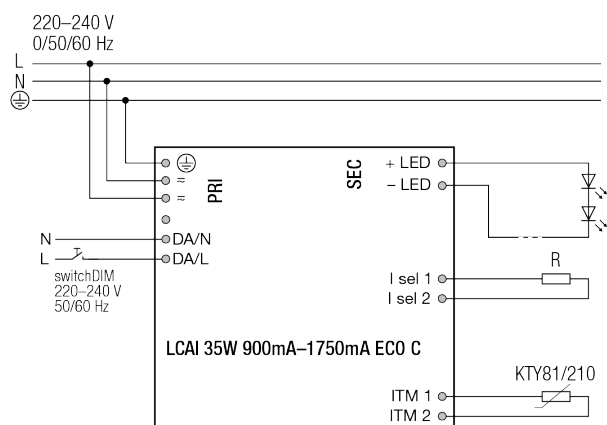 220–240 V
0/50/60 Hz
L
N
+ LED
– LED
PRI
SEC
≂
≂
N
DA/N
L
DA/L
switchDIM
220–240 V
50/60 Hz
I sel 1
I sel 2
R
LCAI 35W 900mA–1750mA ECO C
KTY81/210
ITM 1
ITM 2